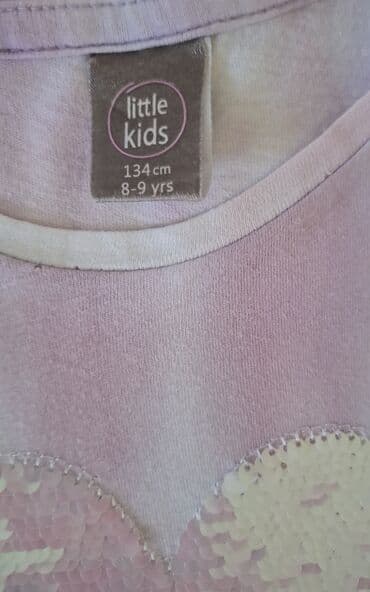 little
kids
134cm
8-9 yrs